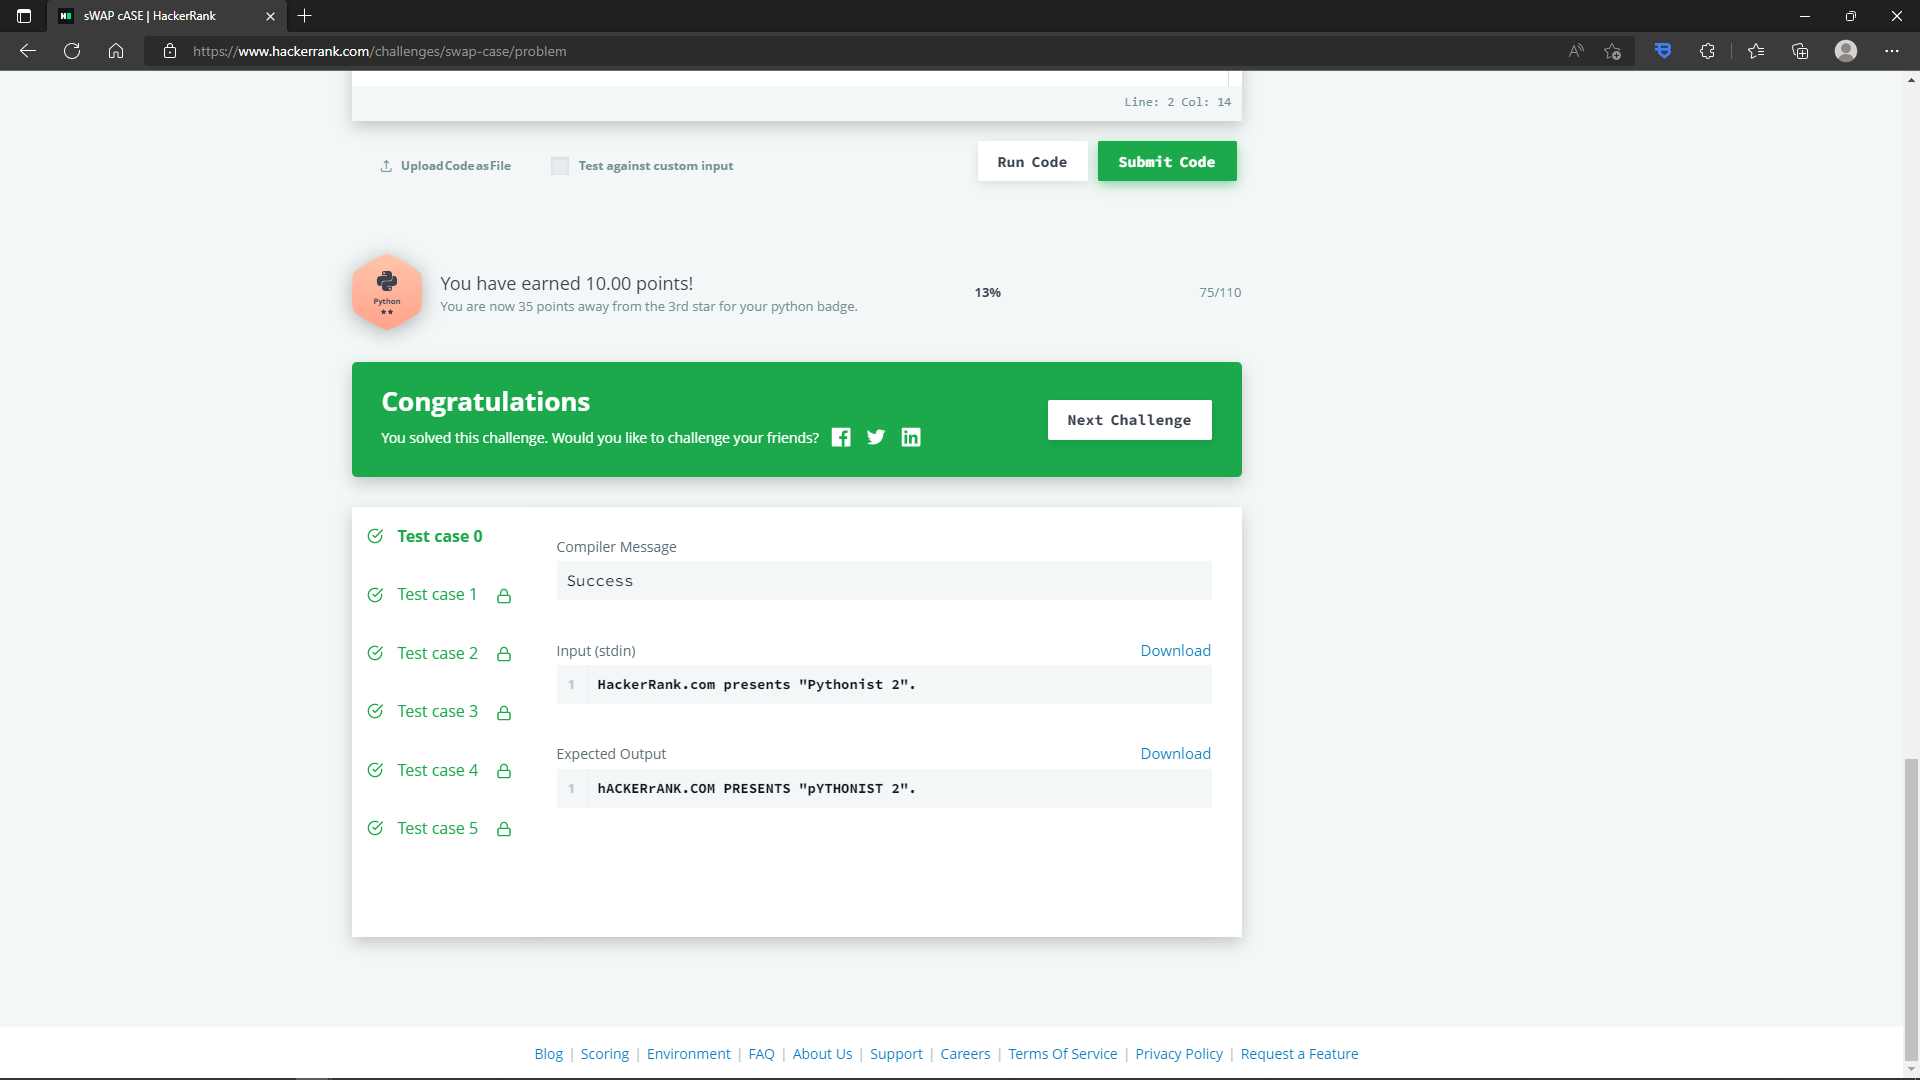 sWAP cASE | HackerRank
https://www.hackerrank.com/challenges/swap-case/problem
Line: 2 Col: 14
Upload Code as File
Test against custom input
Run Code
Submit Code
Python
You have earned 10.00 points!
You are now 35 points away from the 3rd star for your python badge.
13%
75/110
Congratulations
You solved this challenge. Would you like to challenge your friends?
Next Challenge
Test case 0
Test case 1
Test case 2
Test case 3
Test case 4
Test case 5
Compiler Message
Success
Input (stdin)
Download
1 HackerRank.com presents "Pythonist 2".
Expected Output
Download
1 hACKERrANK.COM PRESENTS "pYTHONIST 2".
Blog | Scoring | Environment | FAQ | About Us | Support | Careers | Terms Of Service | Privacy Policy | Request a Feature